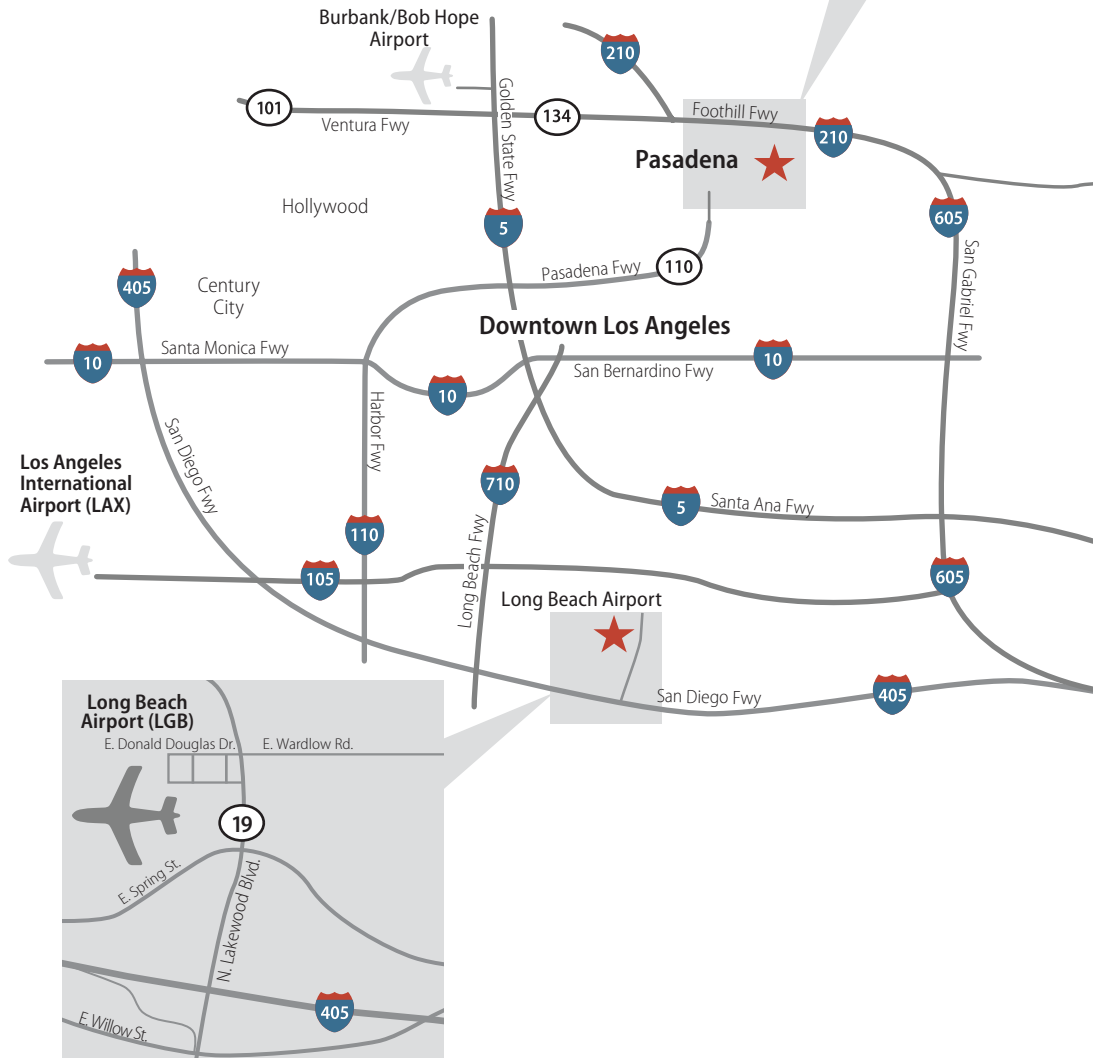 Burbank/Bob Hope
Airport
210
101
Ventura Fwy
Golden State Fwy
134
Foothill Fwy
210
Pasadena
Hollywood
5
605
San Gabriel Fwy
405
Century
City
Pasadena Fwy
110
Downtown Los Angeles
10
Santa Monica Fwy
10
San Bernardino Fwy
10
San Diego Fwy
Harbor Fwy
Los Angeles
International
Airport (LAX)
710
5
Santa Ana Fwy
110
105
Long Beach Fwy
605
Long Beach Airport
San Diego Fwy
405
Long Beach
Airport (LGB)
E. Donald Douglas Dr.
E. Wardlow Rd.
19
E. Spring St.
N. Lakewood Blvd.
405
E. Willow St.